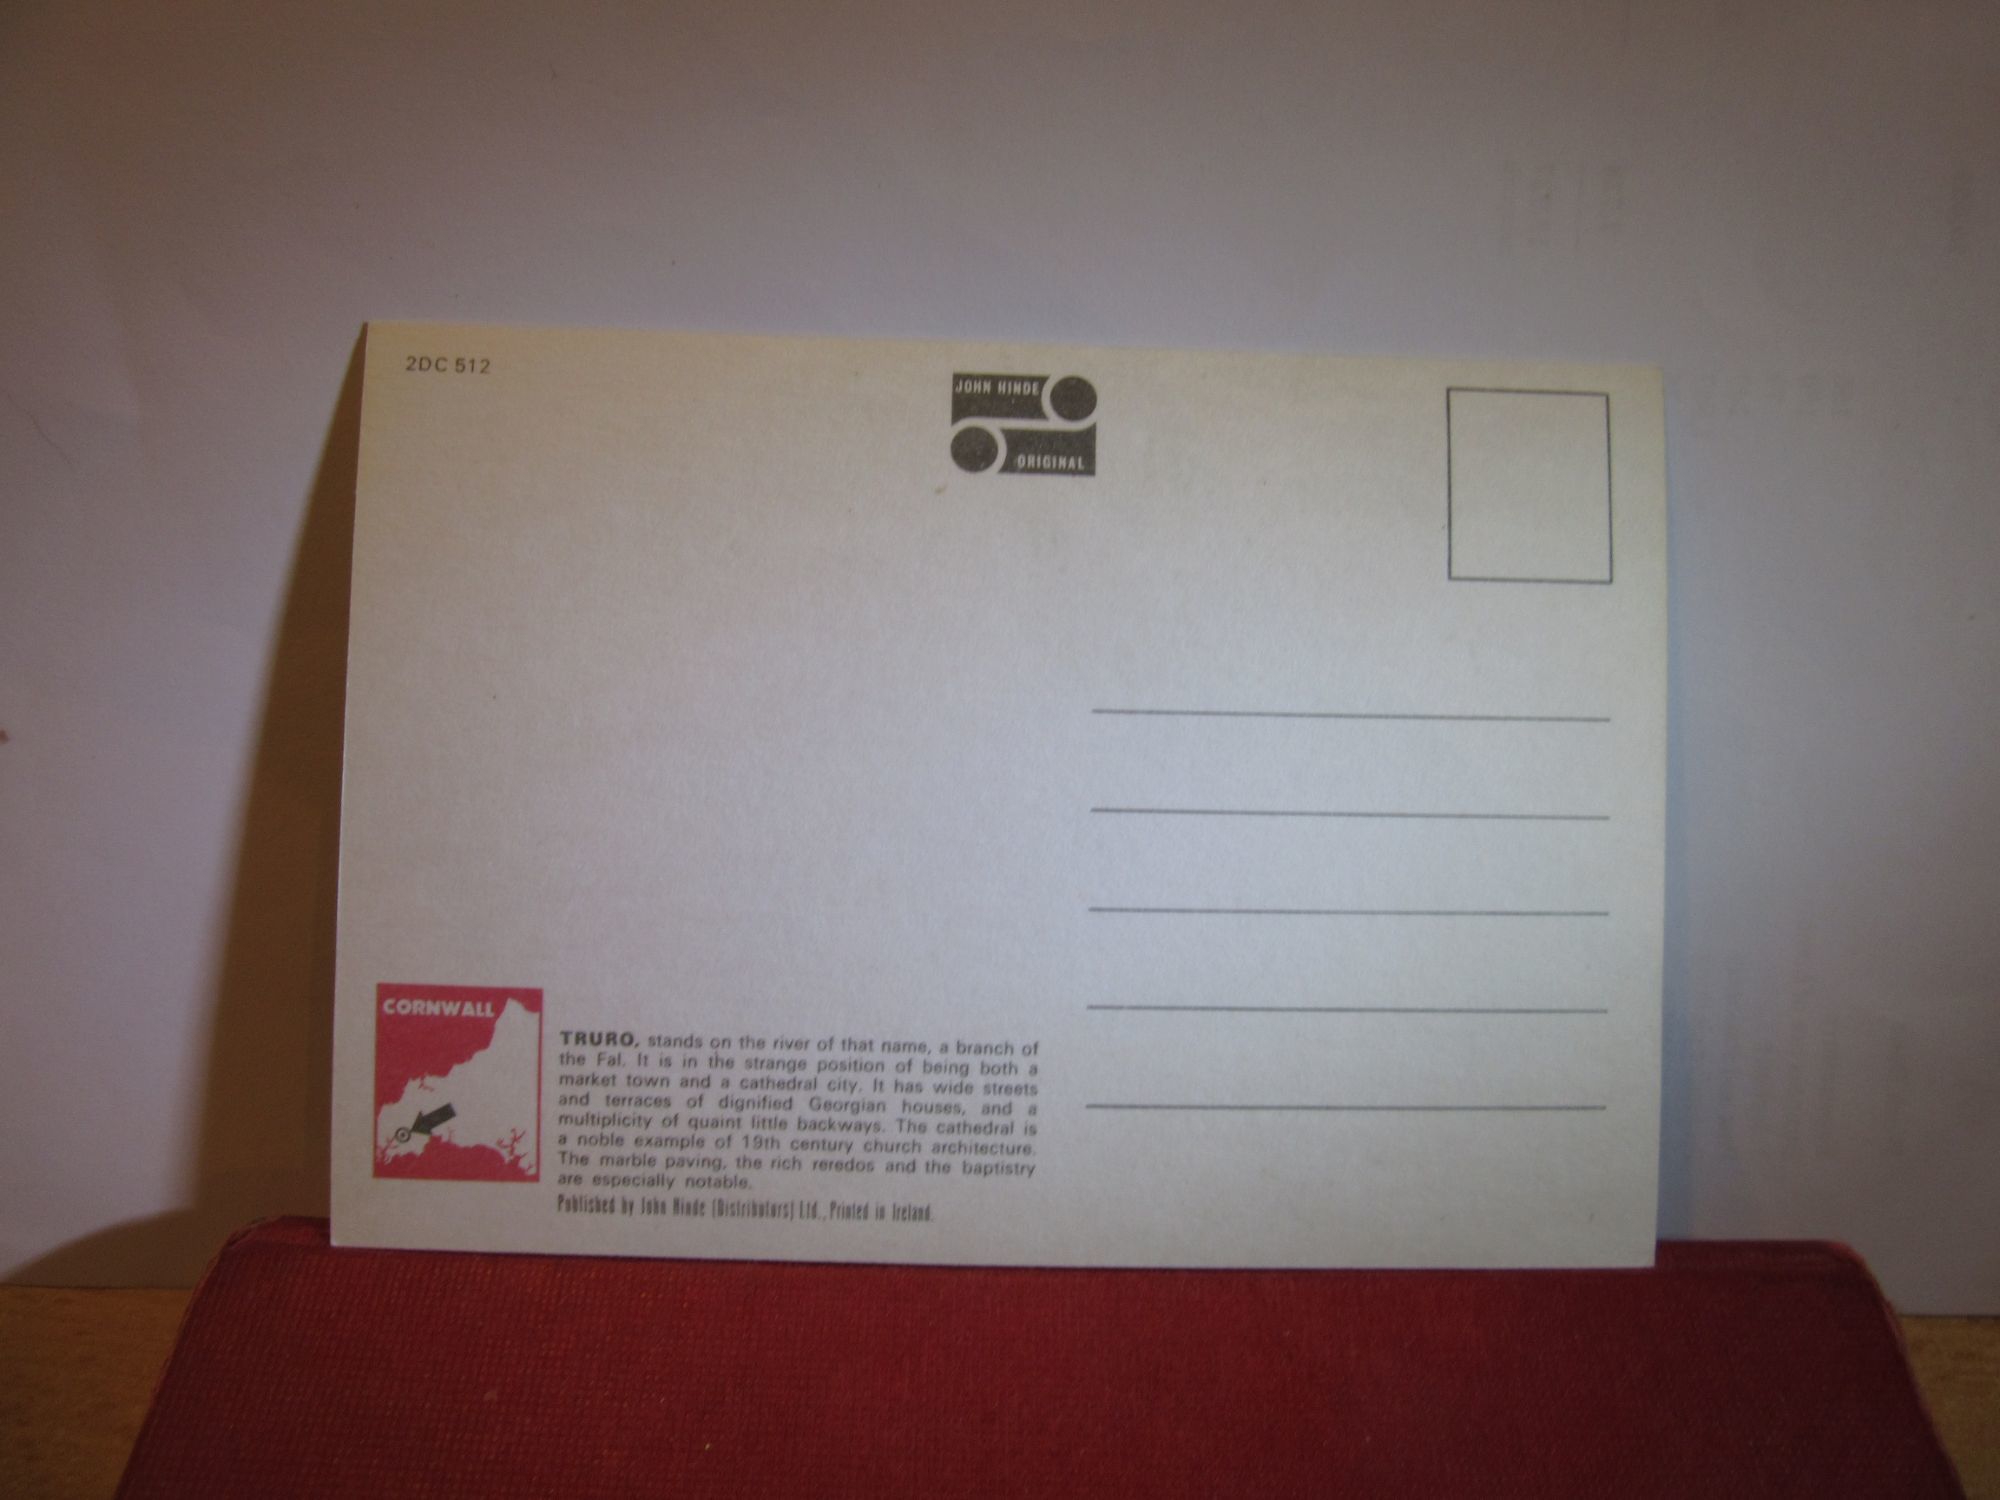 2DC 512
JOHN HINDE
ORIGINAL
CORNWALL
TRURO, stands on the river of that name, a branch of
the Fal. It is in the strange position of being both a
market town and a cathedral city. It has wide streets
and terraces of dignified Georgian houses, and a
multiplicity of quaint little backways. The cathedral is
a noble example of 19th century church architecture.
The marble paving, the rich reredos and the baptistry
are especially notable.
Published by John Hinde (Distributors) Ltd., Printed in Ireland.